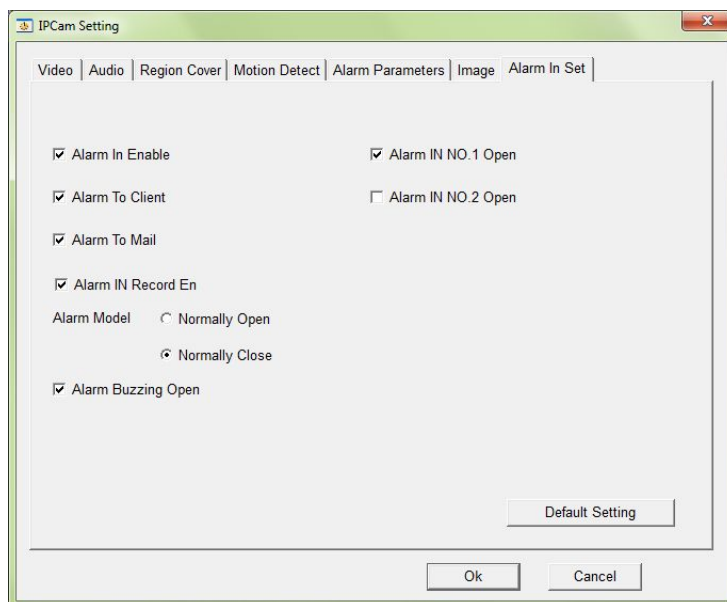 IPCam Setting
Video Audio Region Cover Motion Detect Alarm Parameters Image Alarm In Set
Alarm In Enable Alarm IN NO.1 Open
Alarm To Client Alarm IN NO.2 Open
Alarm To Mail
Alarm IN Record En
Alarm Model Normally Open
Normally Close
Alarm Buzzing Open
Default Setting
Ok Cancel